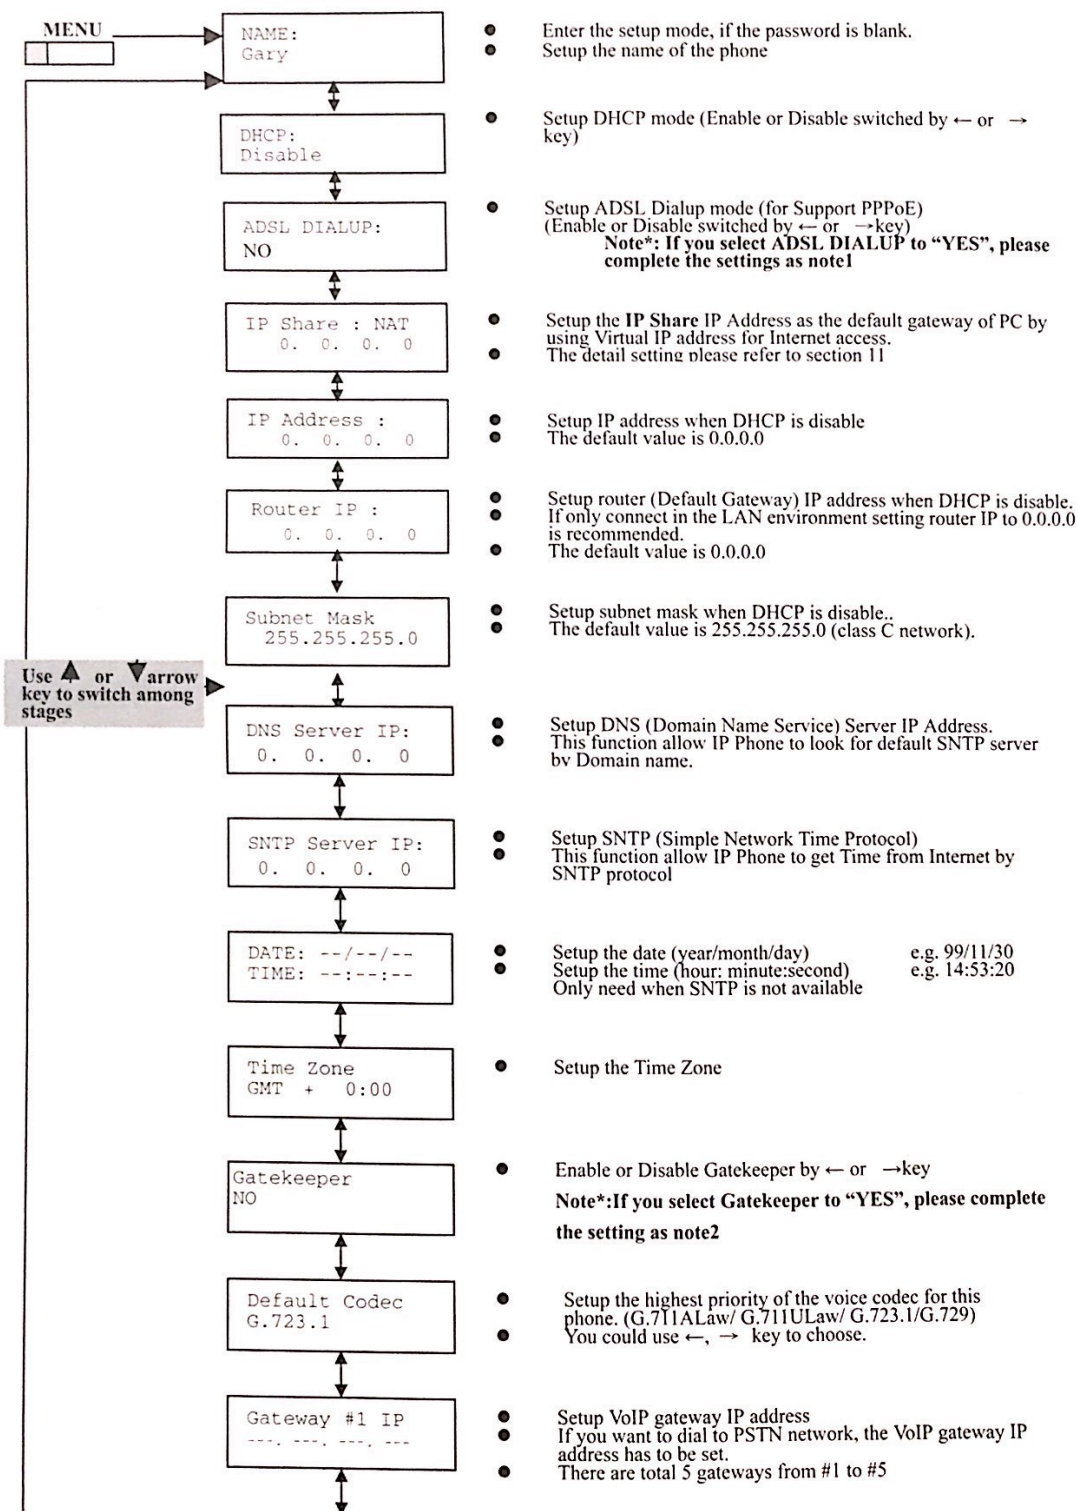 MENU
NAME:
Gary
● Enter the setup mode, if the password is blank.
● Setup the name of the phone
DHCP:
Disable
● Setup DHCP mode (Enable or Disable switched by ← or →
key)
ADSL DIALUP:
NO
● Setup ADSL Dialup mode (for Support PPPoE)
(Enable or Disable switched by ← or →key)
Note*: If you select ADSL DIALUP to “YES”, please
complete the settings as note1
IP Share : NAT
0. 0. 0. 0
● Setup the IP Share IP Address as the default gateway of PC by
using Virtual IP address for Internet access.
● The detail setting please refer to section 11
IP Address :
0. 0. 0. 0
● Setup IP address when DHCP is disable
● The default value is 0.0.0.0
Router IP :
0. 0. 0. 0
● Setup router (Default Gateway) IP address when DHCP is disable.
● If only connect in the LAN environment setting router IP to 0.0.0.0
is recommended.
● The default value is 0.0.0.0
Subnet Mask
255.255.255.0
● Setup subnet mask when DHCP is disable..
● The default value is 255.255.255.0 (class C network).
Use ▲ or ▼ arrow
key to switch among
stages
DNS Server IP:
0. 0. 0. 0
● Setup DNS (Domain Name Service) Server IP Address.
● This function allow IP Phone to look for default SNTP server
by Domain name.
SNTP Server IP:
0. 0. 0. 0
● Setup SNTP (Simple Network Time Protocol)
● This function allow IP Phone to get Time from Internet by
SNTP protocol
DATE: --/--/--
TIME: --:--:--
● Setup the date (year/month/day) e.g. 99/11/30
● Setup the time (hour: minute:second) e.g. 14:53:20
Only need when SNTP is not available
Time Zone
GMT + 0:00
● Setup the Time Zone
Gatekeeper
NO
● Enable or Disable Gatekeeper by ← or →key
Note*:If you select Gatekeeper to “YES”, please complete
the setting as note2
Default Codec
G.723.1
● Setup the highest priority of the voice codec for this
phone. (G.711ALaw/ G.711ULaw/ G.723.1/G.729)
● You could use ←, → key to choose.
Gateway #1 IP
---. ---. ---. ---
● Setup VoIP gateway IP address
● If you want to dial to PSTN network, the VoIP gateway IP
address has to be set.
● There are total 5 gateways from #1 to #5